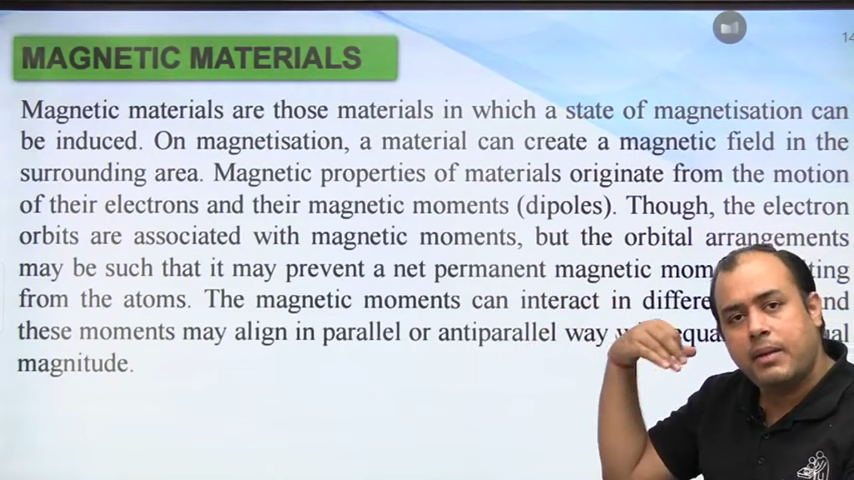 14
MAGNETIC MATERIALS
Magnetic materials are those materials in which a state of magnetisation can
be induced. On magnetisation, a material can create a magnetic field in the
surrounding area. Magnetic properties of materials originate from the motion
of their electrons and their magnetic moments (dipoles). Though, the electron
orbits are associated with magnetic moments, but the orbital arrangements
may be such that it may prevent a net permanent magnetic
from the atoms. The magnetic moments can interact in
these moments may align in parallel or antiparallel way
magnitude.